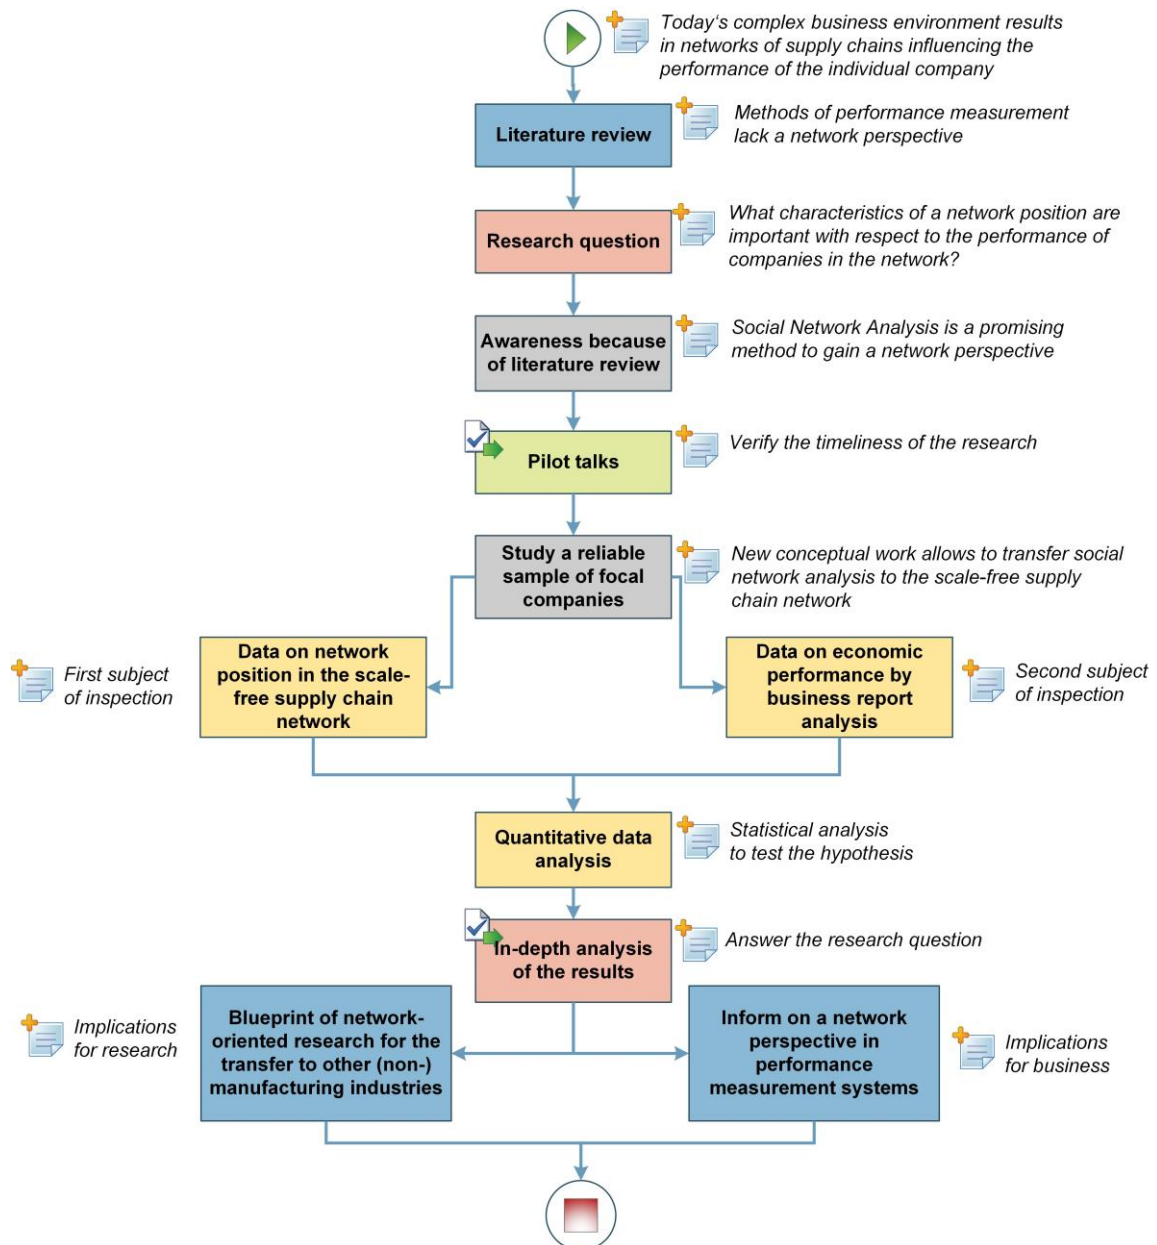 Today‘s complex business environment results
in networks of supply chains influencing the
performance of the individual company
Literature review
Methods of performance measurement
lack a network perspective
Research question
What characteristics of a network position are
important with respect to the performance of
companies in the network?
Awareness because
of literature review
Social Network Analysis is a promising
method to gain a network perspective
Pilot talks
Verify the timeliness of the research
Study a reliable
sample of focal
companies
New conceptual work allows to transfer social
network analysis to the scale-free supply
chain network
First subject
of inspection
Data on network
position in the scale-
free supply chain
network
Data on economic
performance by
business report
analysis
Second subject
of inspection
Quantitative data
analysis
Statistical analysis
to test the hypothesis
In-depth analysis
of the results
Answer the research question
Implications
for research
Blueprint of network-
oriented research for the
transfer to other (non-)
manufacturing industries
Inform on a network
perspective in
performance
measurement systems
Implications
for business